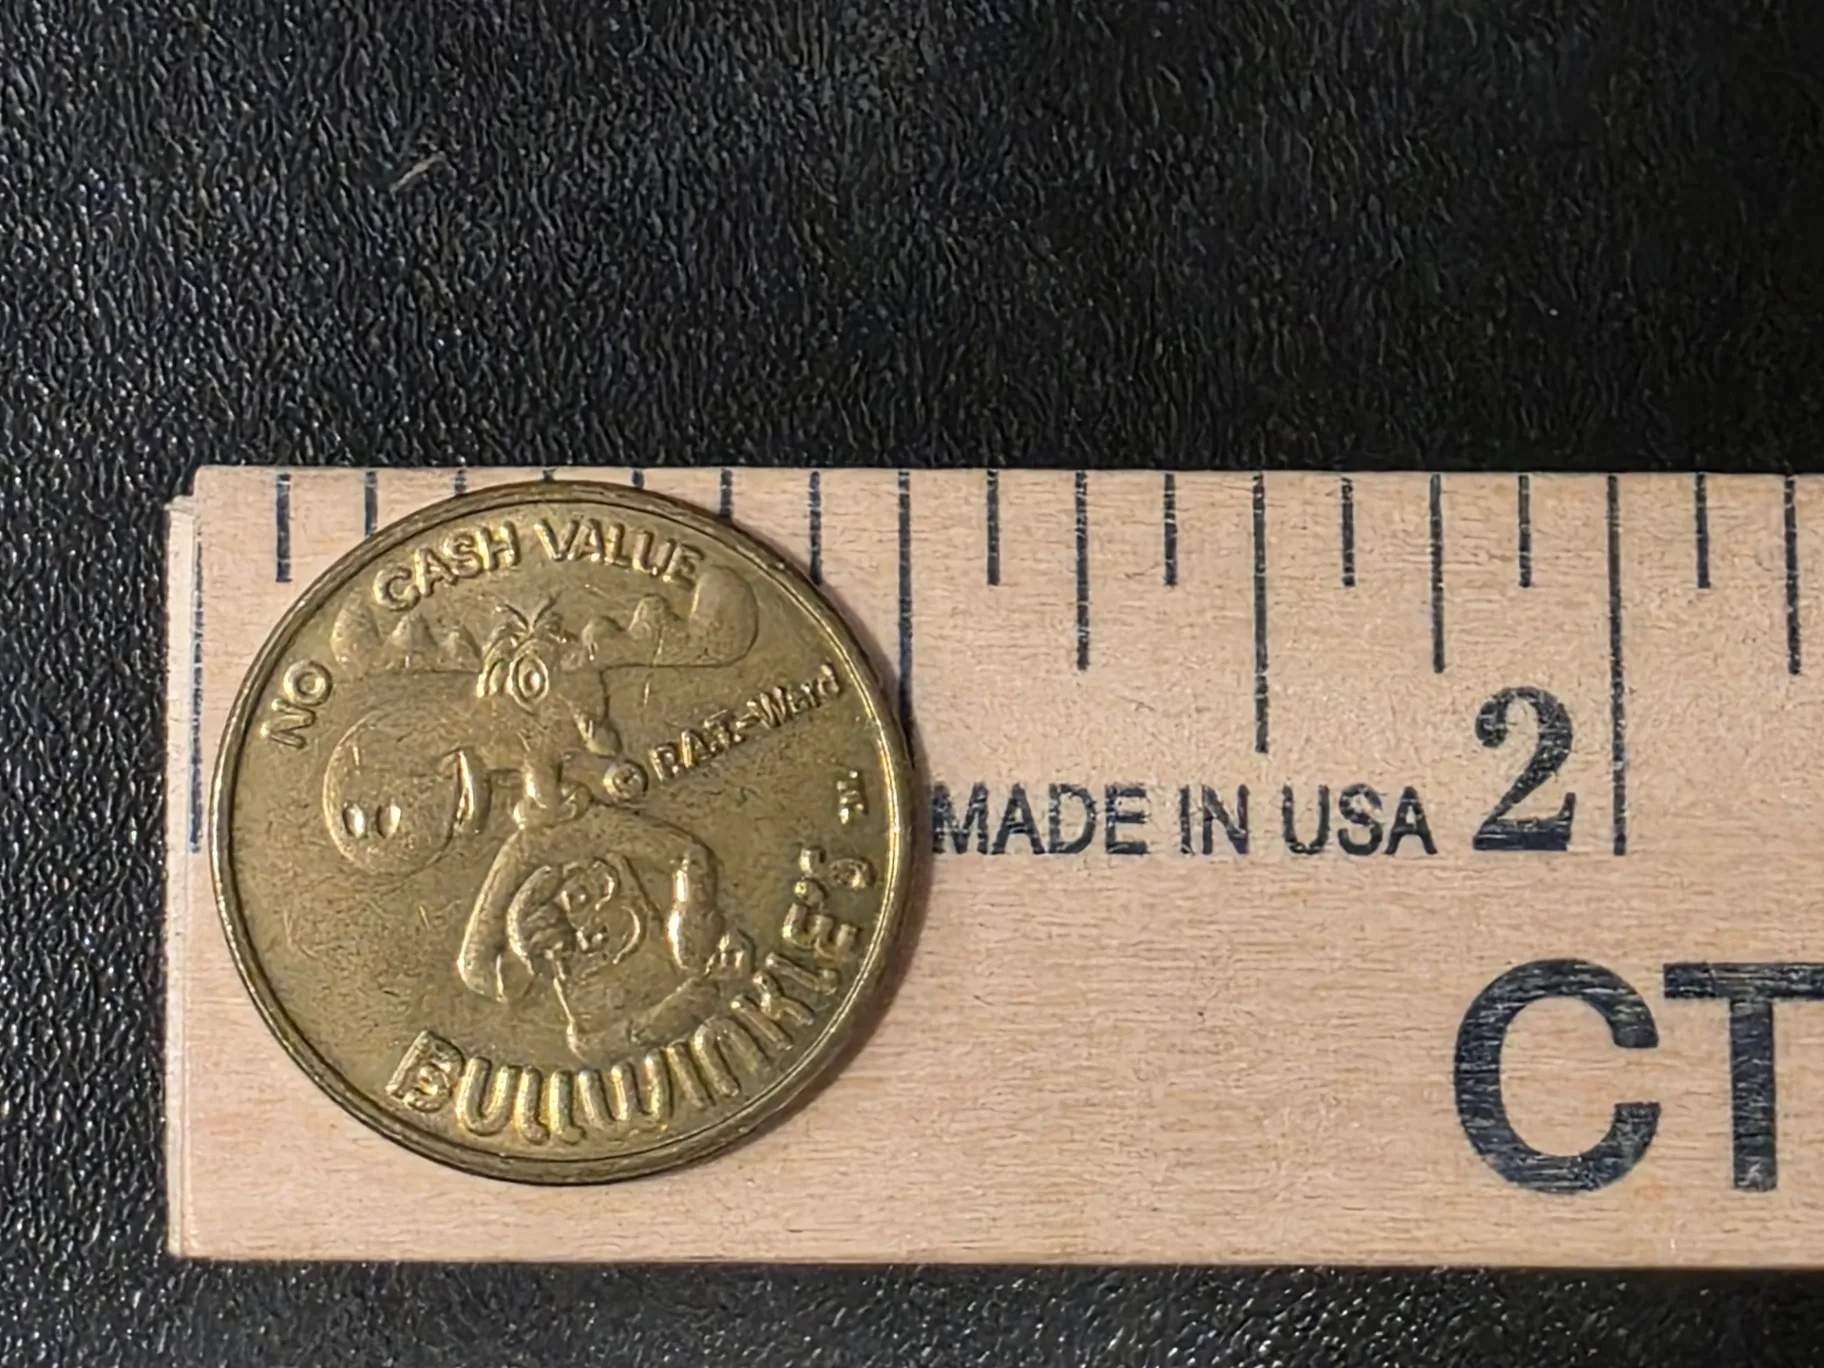 NO CASH VALUE
© P.A.T.-Ward
TM
BULLWINKLE'S
MADE IN USA
2
CT